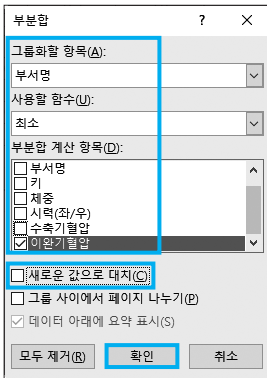 부분합 ? ×
그룹화할 항목(A):
부서명
사용할 함수(U):
최소
부분합 계산 항목(D):
부서명
키
체중
시력(좌/우)
수축기혈압
이완기혈압
새로운 값으로 대치(C)
그룹 사이에서 페이지 나누기(P)
데이터 아래에 요약 표시(S)
모두 제거(R) 확인 취소